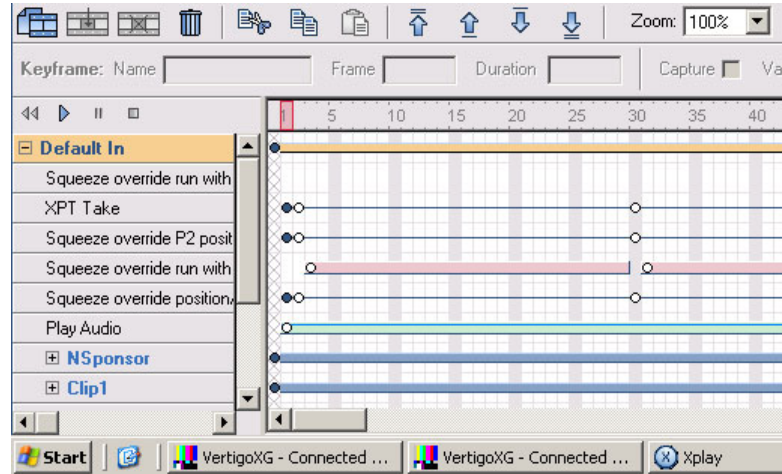 Zoom: 100%
Keyframe: Name Frame Duration Capture Va
1 5 10 15 20 25 30 35 40
Default In
Squeeze override run with
XPT Take
Squeeze override P2 posit
Squeeze override run with
Squeeze override position/
Play Audio
NSponsor
Clip1
Start VertigoXG - Connected ... VertigoXG - Connected ... Xplay